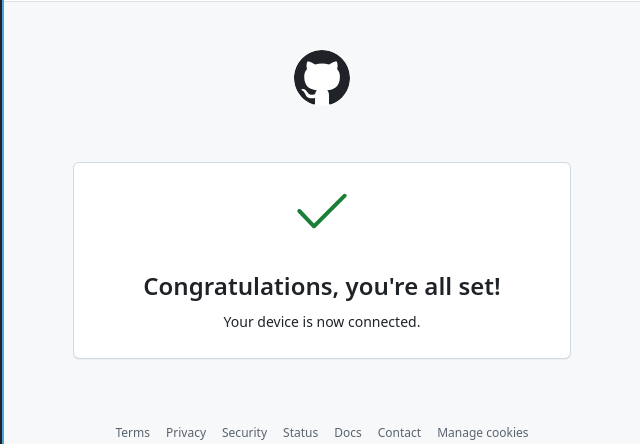 Congratulations, you're all set!
Your device is now connected.
Terms Privacy Security Status Docs Contact Manage cookies